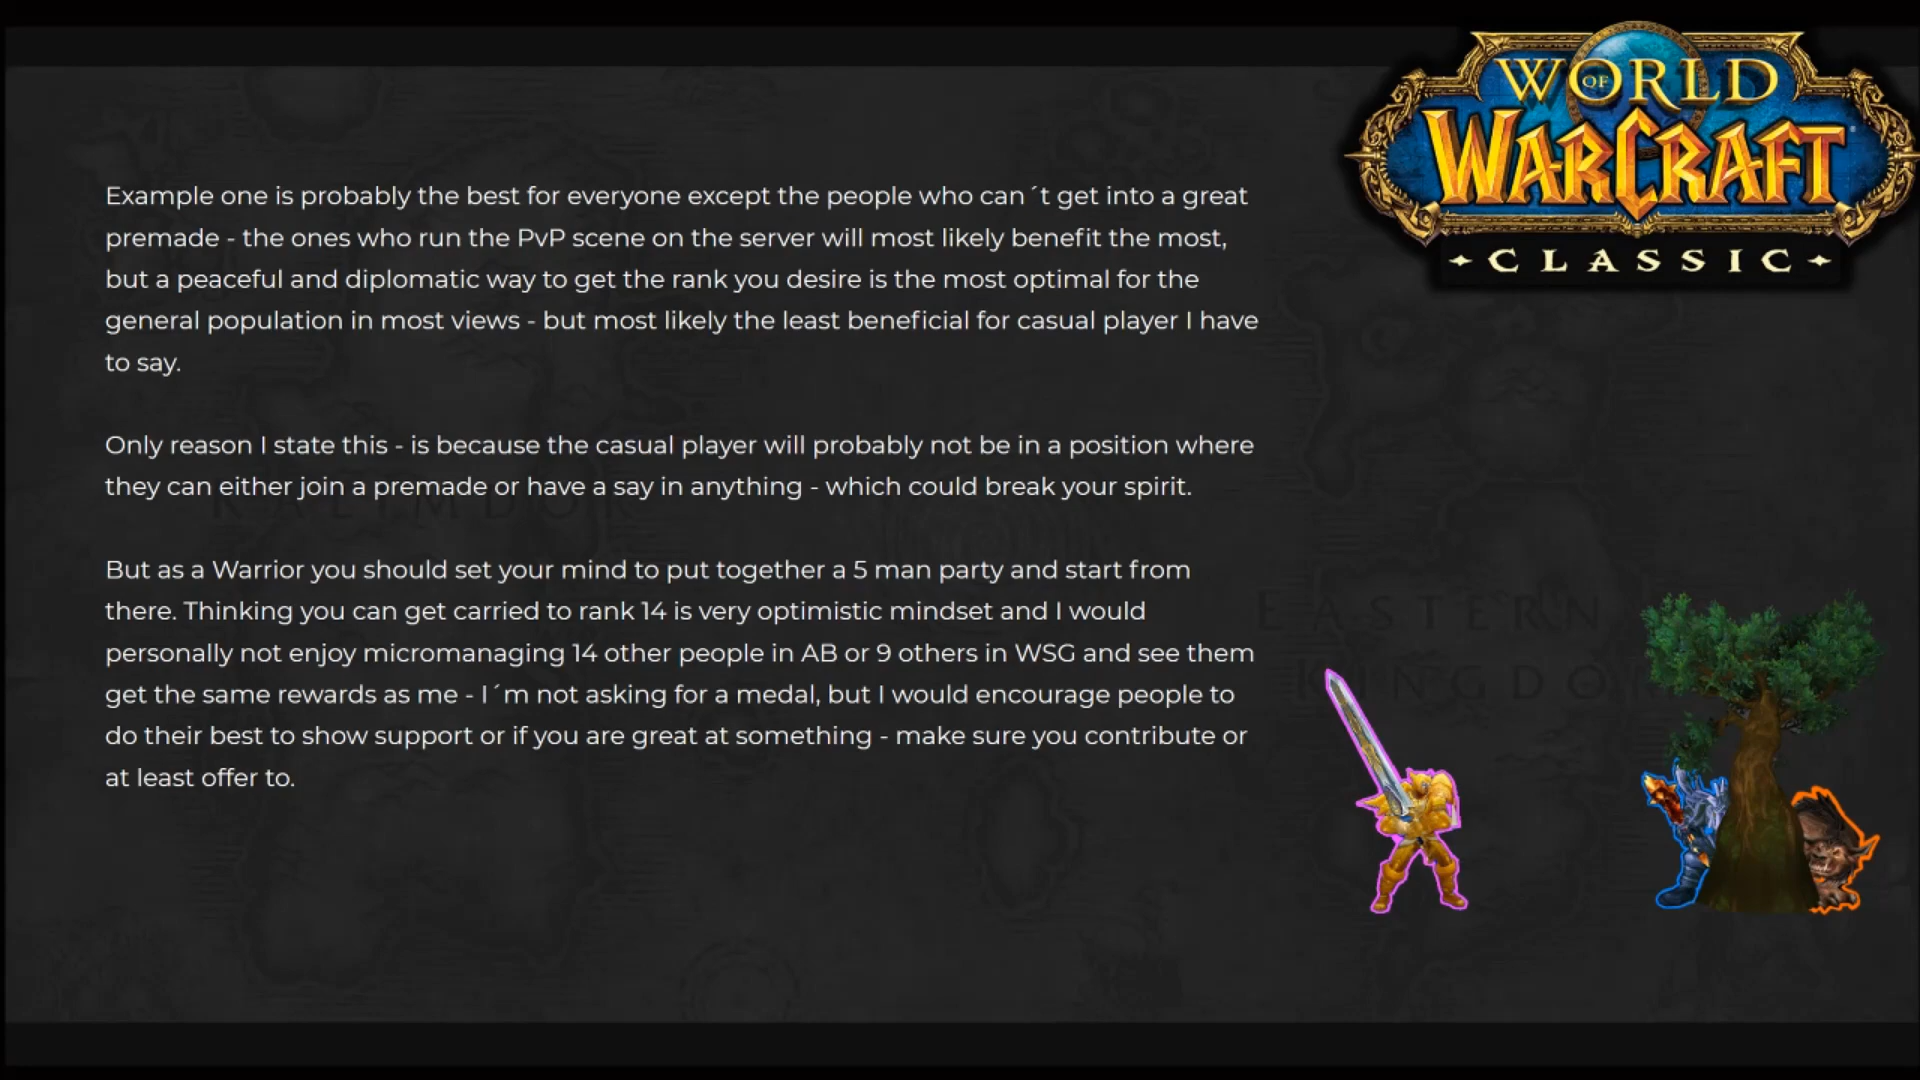 WORLD
OF
WARCRAFT
CLASSIC
Example one is probably the best for everyone except the people who can´t get into a great
premade - the ones who run the PvP scene on the server will most likely benefit the most,
but a peaceful and diplomatic way to get the rank you desire is the most optimal for the
general population in most views - but most likely the least beneficial for casual player I have
to say.
Only reason I state this - is because the casual player will probably not be in a position where
they can either join a premade or have a say in anything - which could break your spirit.
KALIMDOR
But as a Warrior you should set your mind to put together a 5 man party and start from
there. Thinking you can get carried to rank 14 is very optimistic mindset and I would
personally not enjoy micromanaging 14 other people in AB or 9 others in WSG and see them
get the same rewards as me - I´m not asking for a medal, but I would encourage people to
do their best to show support or if you are great at something - make sure you contribute or
at least offer to.
EASTERN